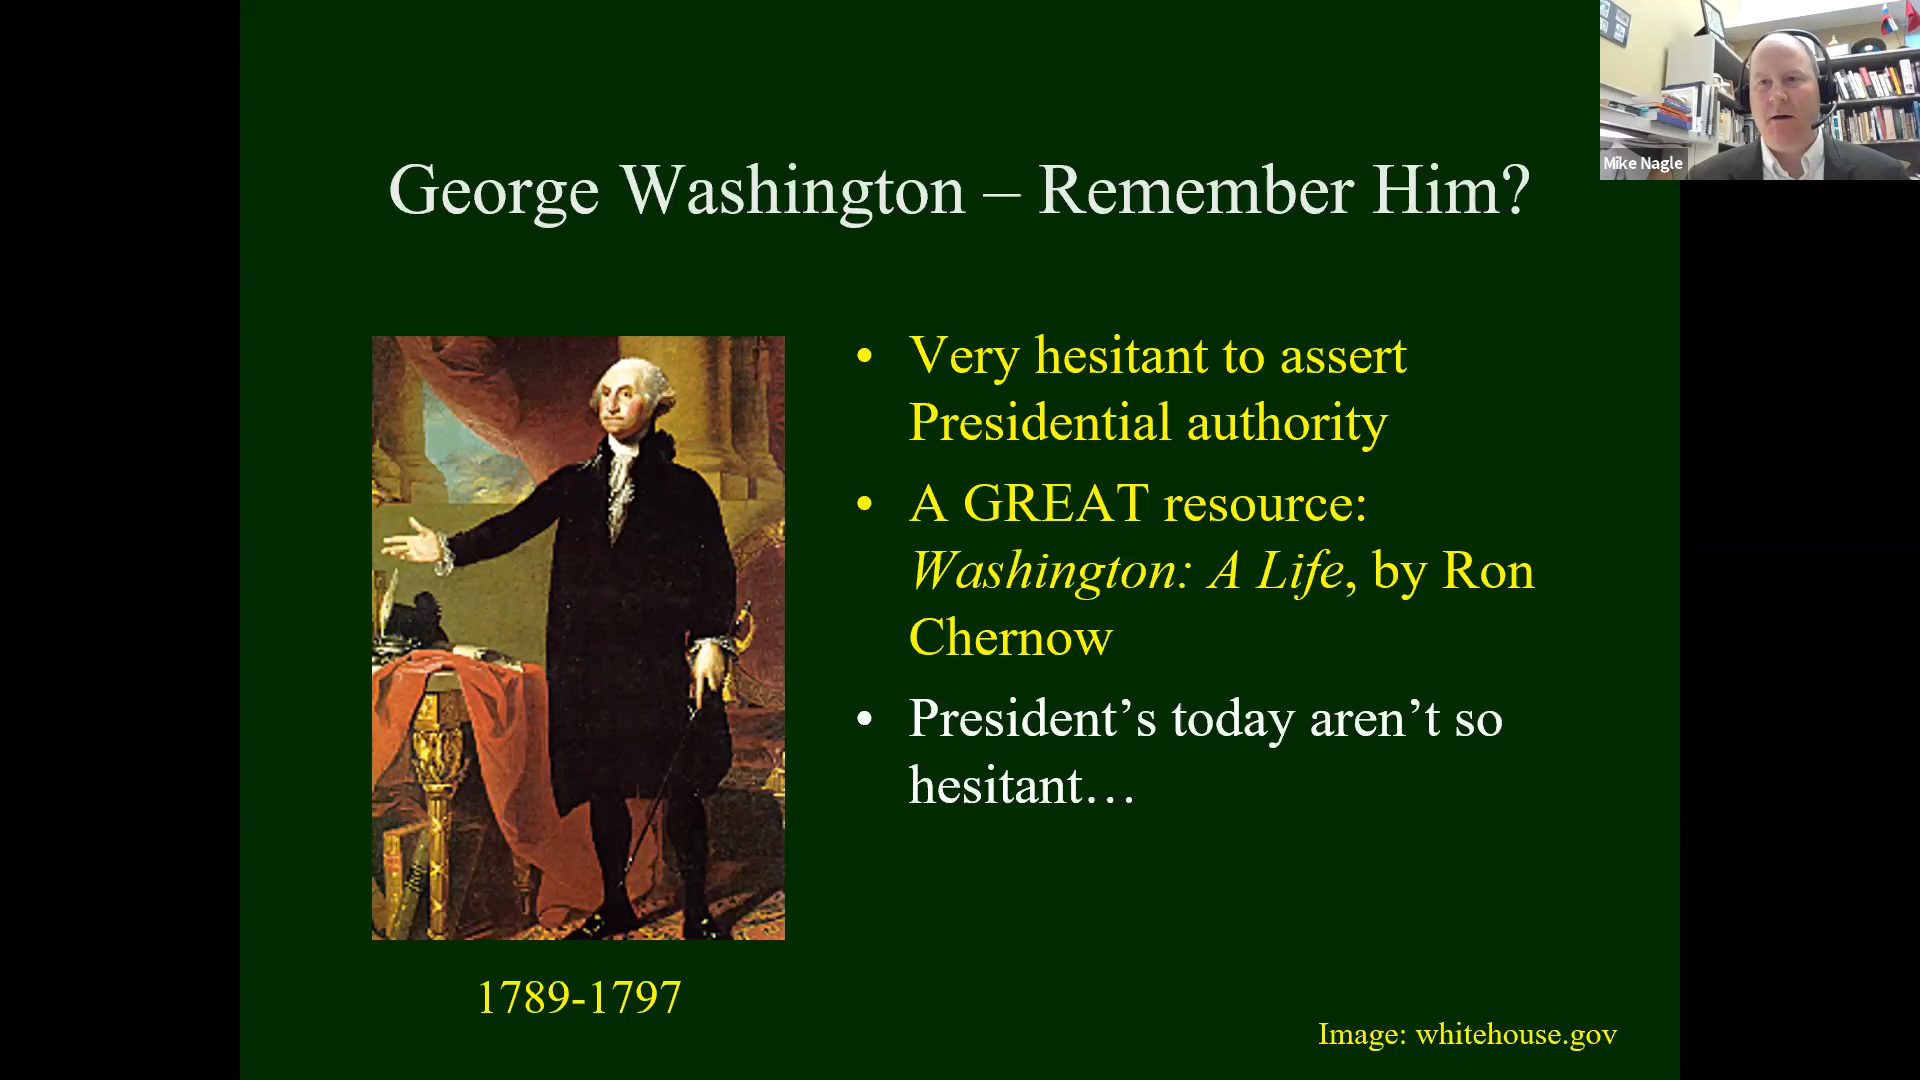 Mike Nagle
George Washington – Remember Him?
• Very hesitant to assert
Presidential authority
• A GREAT resource:
Washington: A Life, by Ron
Chernow
• President’s today aren’t so
hesitant…
1789-1797
Image: whitehouse.gov